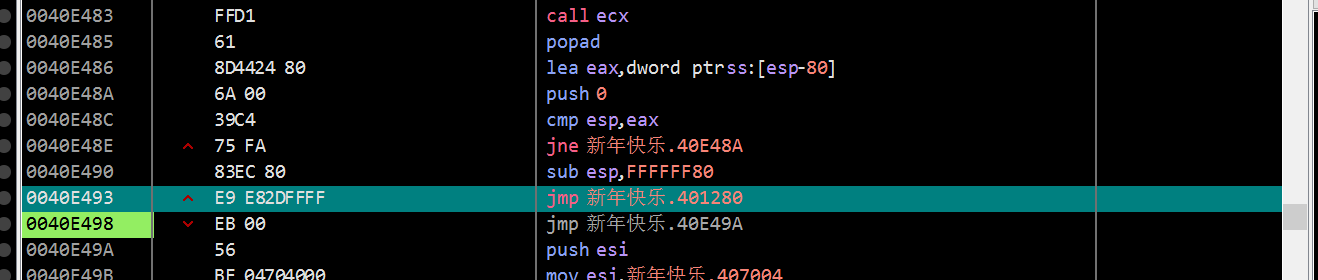 0040E483 FFD1 call ecx
0040E485 61 popad
0040E486 8D4424 80 lea eax,dword ptrss:[esp-80]
0040E48A 6A 00 push 0
0040E48C 39C4 cmp esp,eax
0040E48E 75 FA jne 新年快乐.40E48A
0040E490 83EC 80 sub esp,FFFFFF80
0040E493 E9 E82DFFFF jmp 新年快乐.401280
0040E498 EB 00 jmp 新年快乐.40E49A
0040E49A 56 push esi
0040E49B BE 04704000 mov esi,新年快乐.407004